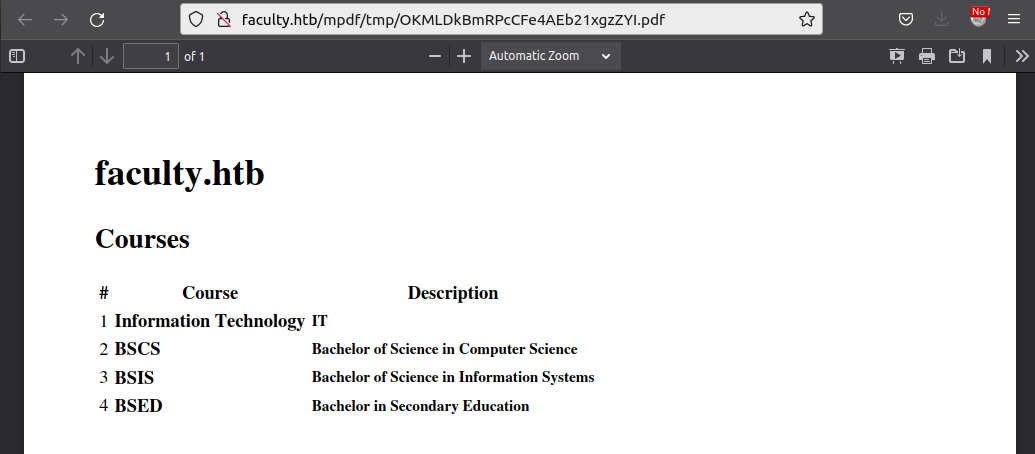 No
faculty.htb/mpdf/tmp/OKMLDkBmRPcCFe4AEb21xgzZYI.pdf
1 of 1 Automatic Zoom
faculty.htb
Courses
# Course Description
1 Information Technology IT
2 BSCS Bachelor of Science in Computer Science
3 BSIS Bachelor of Science in Information Systems
4 BSED Bachelor in Secondary Education